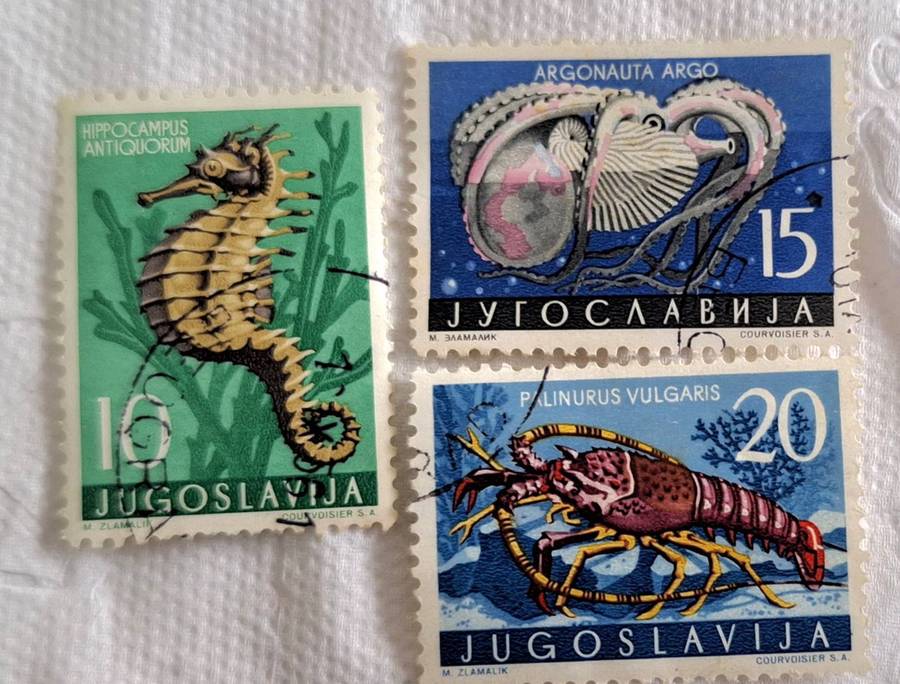 HIPPOCAMPUS
ANTIQUORUM
10
JUGOSLAVIJA
M. ZLAMALIK COURVOISIER S.A.
ARGONAUTA ARGO
15
ЈУГОСЛАВИЈА
М. ЗЛАМАЛИК COURVOISIER S.A.
PALINURUS VULGARIS
20
JUGOSLAVIJA
M. ZLAMALIK COURVOISIER S.A.